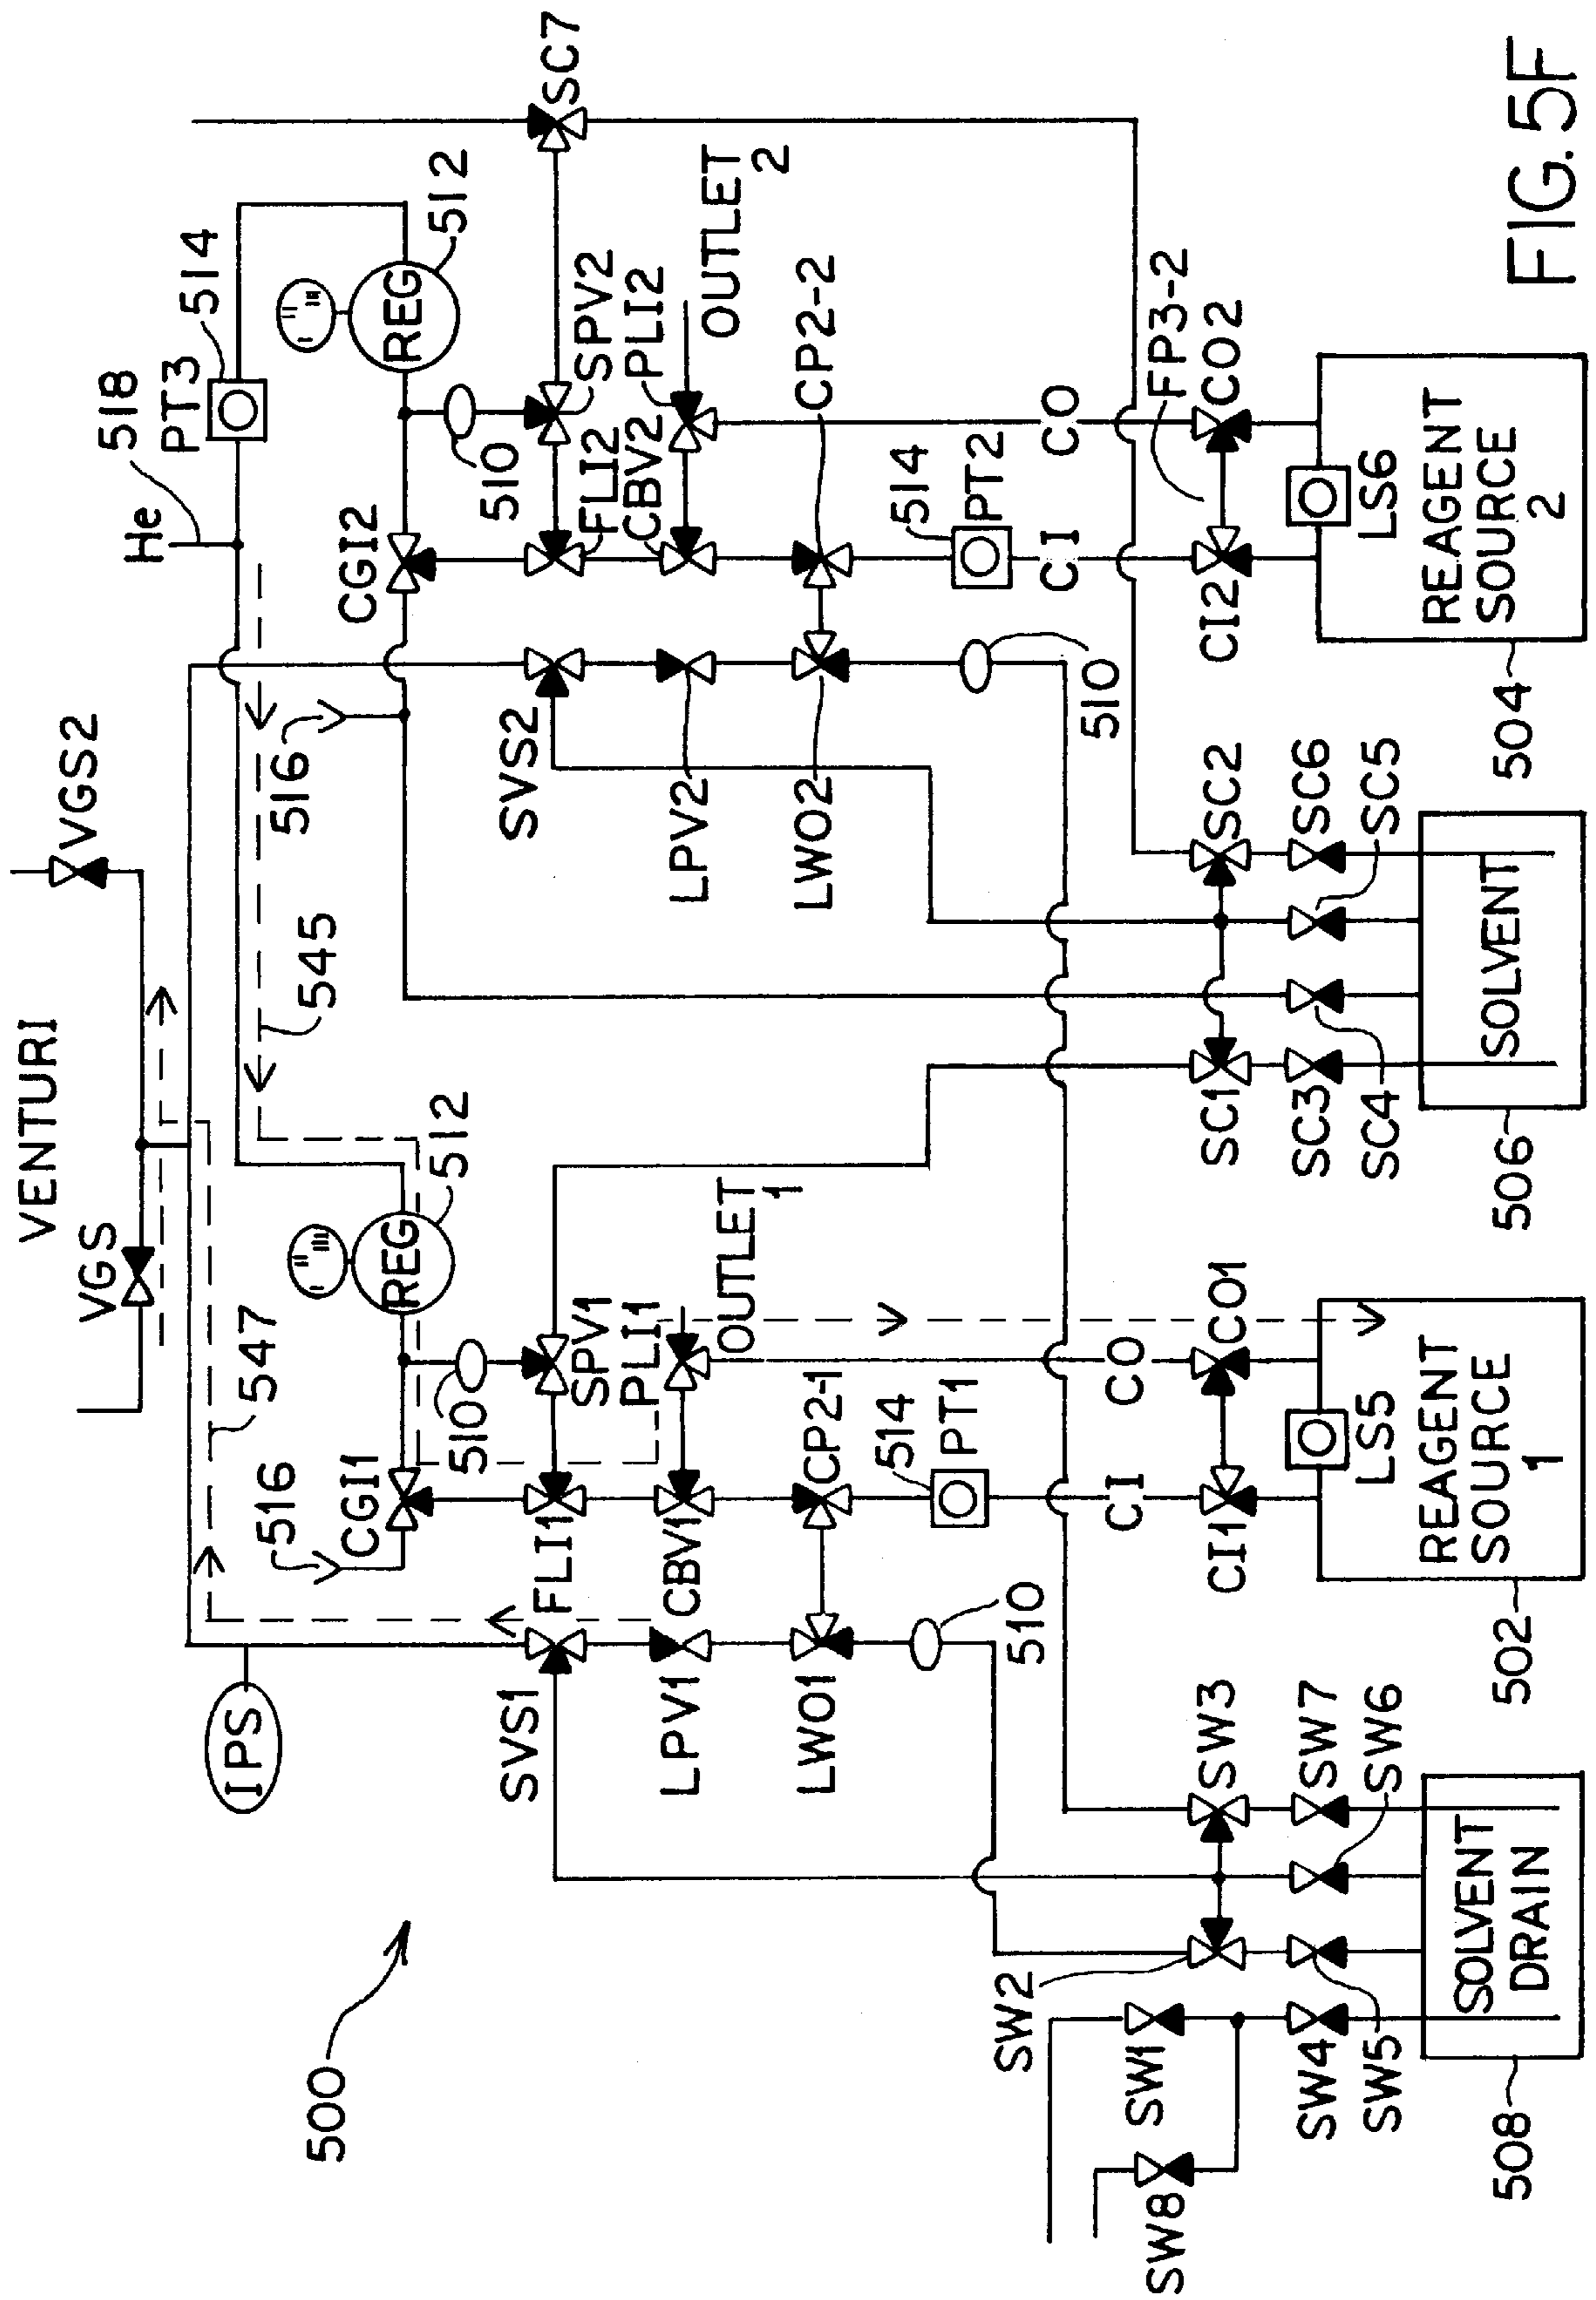 FIG. 5F
500
VENTURI
VGS
VGS2
547
545
IPS
He
518
PT3
514
512
REG
516
CGI2
510
SPV2
SC7
FLI2
PLI2
OUTLET
2
CBV2
CP2-2
514
PT2
CO
CI
FP3-2
CI2
CO2
LS6
REAGENT
SOURCE
2
504
SVS2
LPV2
LWO2
510
512
REG
516
CGI1
510
SPV1
PLI1
OUTLET
1
FLI1
CBV1
CP2-1
514
PT1
CO
CI
CI1
CO1
LS5
REAGENT
SOURCE
1
502
SVS1
LPV1
LWO1
510
SC1
SC2
SC3
SC4
SC6
SC5
SOLVENT
506
SW3
SW7
SW6
SW2
SW1
SW8
SW4
SW5
SOLVENT
DRAIN
508